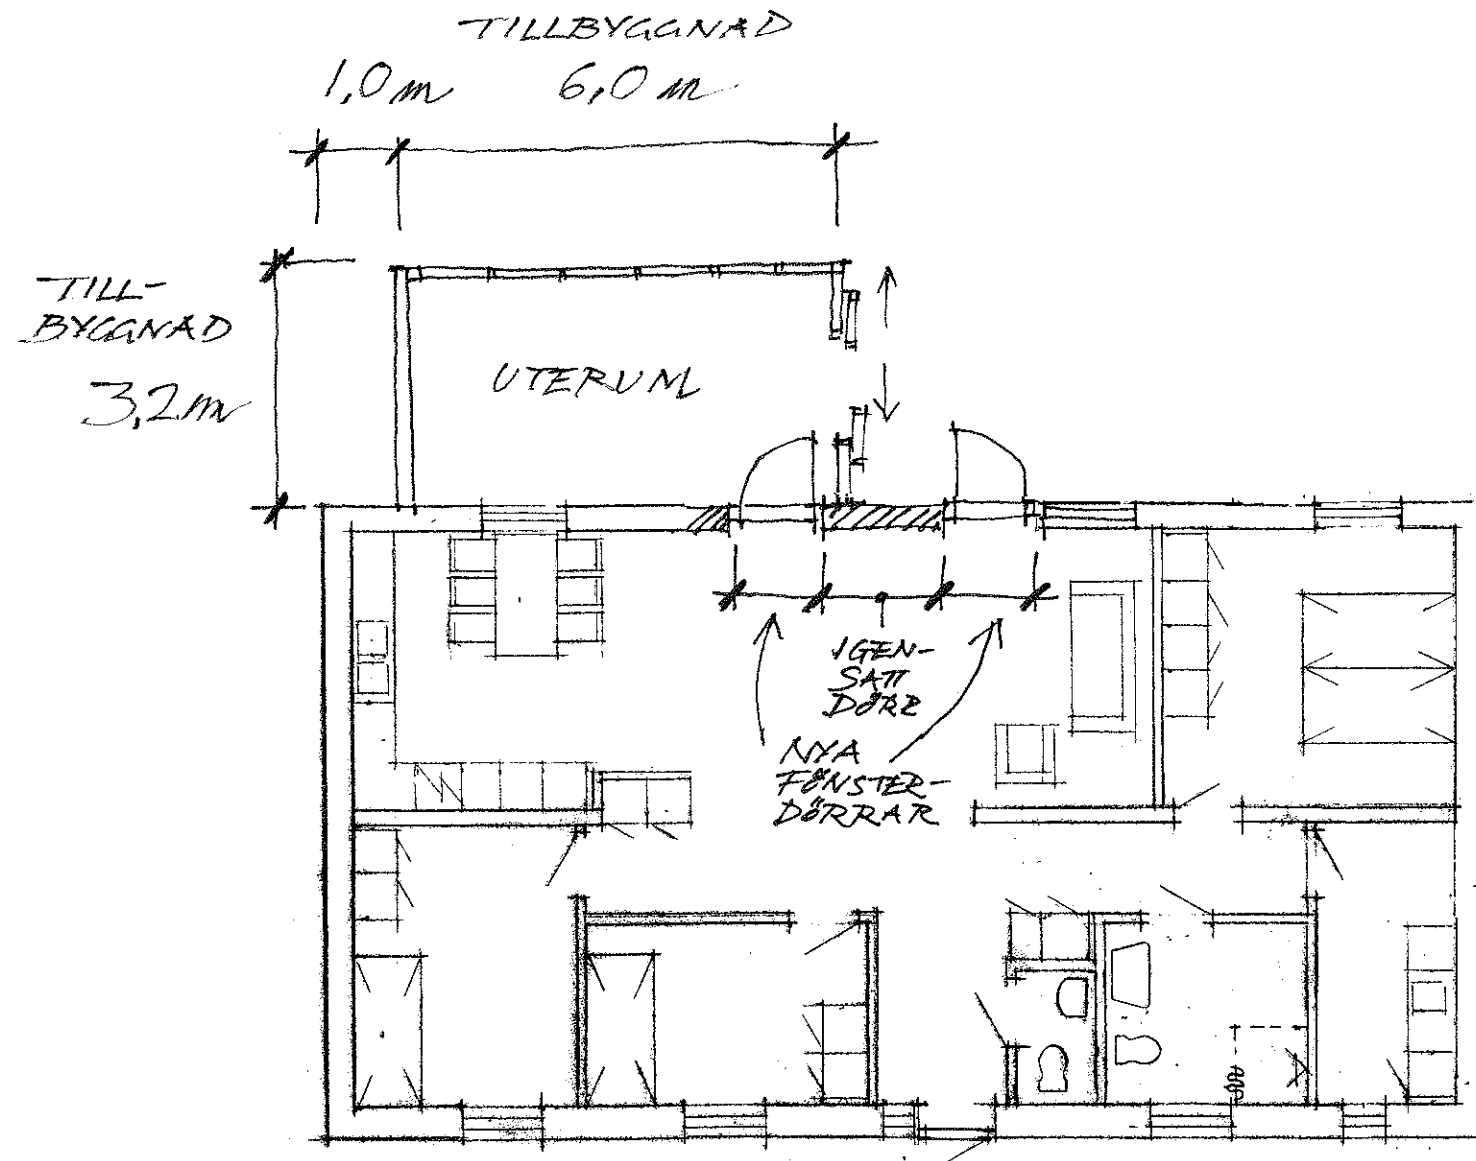 TILLBYGGNAD
1,0 m 6,0 m
TILL-
BYGGNAD
3,2 m
UTERUM
IGEN-
SATT
DÖRR
NYA
FÖNSTER-
DÖRRAR